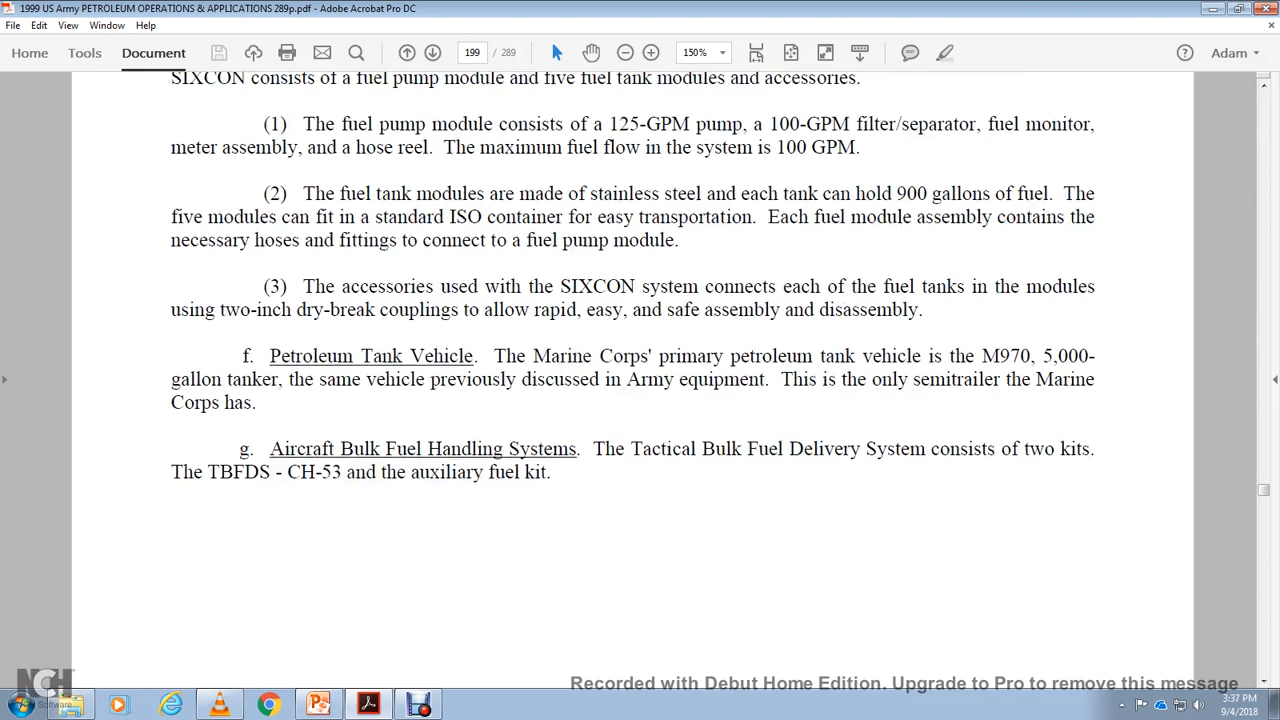 1999 US Army PETROLEUM OPERATIONS & APPLICATIONS 289p.pdf - Adobe Acrobat Pro DC
File Edit View Window Help
Home Tools Document 199 / 289 150% Adam
SIXCON consists of a fuel pump module and five fuel tank modules and accessories.
(1) The fuel pump module consists of a 125-GPM pump, a 100-GPM filter/separator, fuel monitor,
meter assembly, and a hose reel. The maximum fuel flow in the system is 100 GPM.
(2) The fuel tank modules are made of stainless steel and each tank can hold 900 gallons of fuel. The
five modules can fit in a standard ISO container for easy transportation. Each fuel module assembly contains the
necessary hoses and fittings to connect to a fuel pump module.
(3) The accessories used with the SIXCON system connects each of the fuel tanks in the modules
using two-inch dry-break couplings to allow rapid, easy, and safe assembly and disassembly.
f. Petroleum Tank Vehicle. The Marine Corps' primary petroleum tank vehicle is the M970, 5,000-
gallon tanker, the same vehicle previously discussed in Army equipment. This is the only semitrailer the Marine
Corps has.
g. Aircraft Bulk Fuel Handling Systems. The Tactical Bulk Fuel Delivery System consists of two kits.
The TBFDS - CH-53 and the auxiliary fuel kit.
Recorded with Debut Home Edition. Upgrade to Pro to remove this message
NCH
Software
3:37 PM
9/4/2018